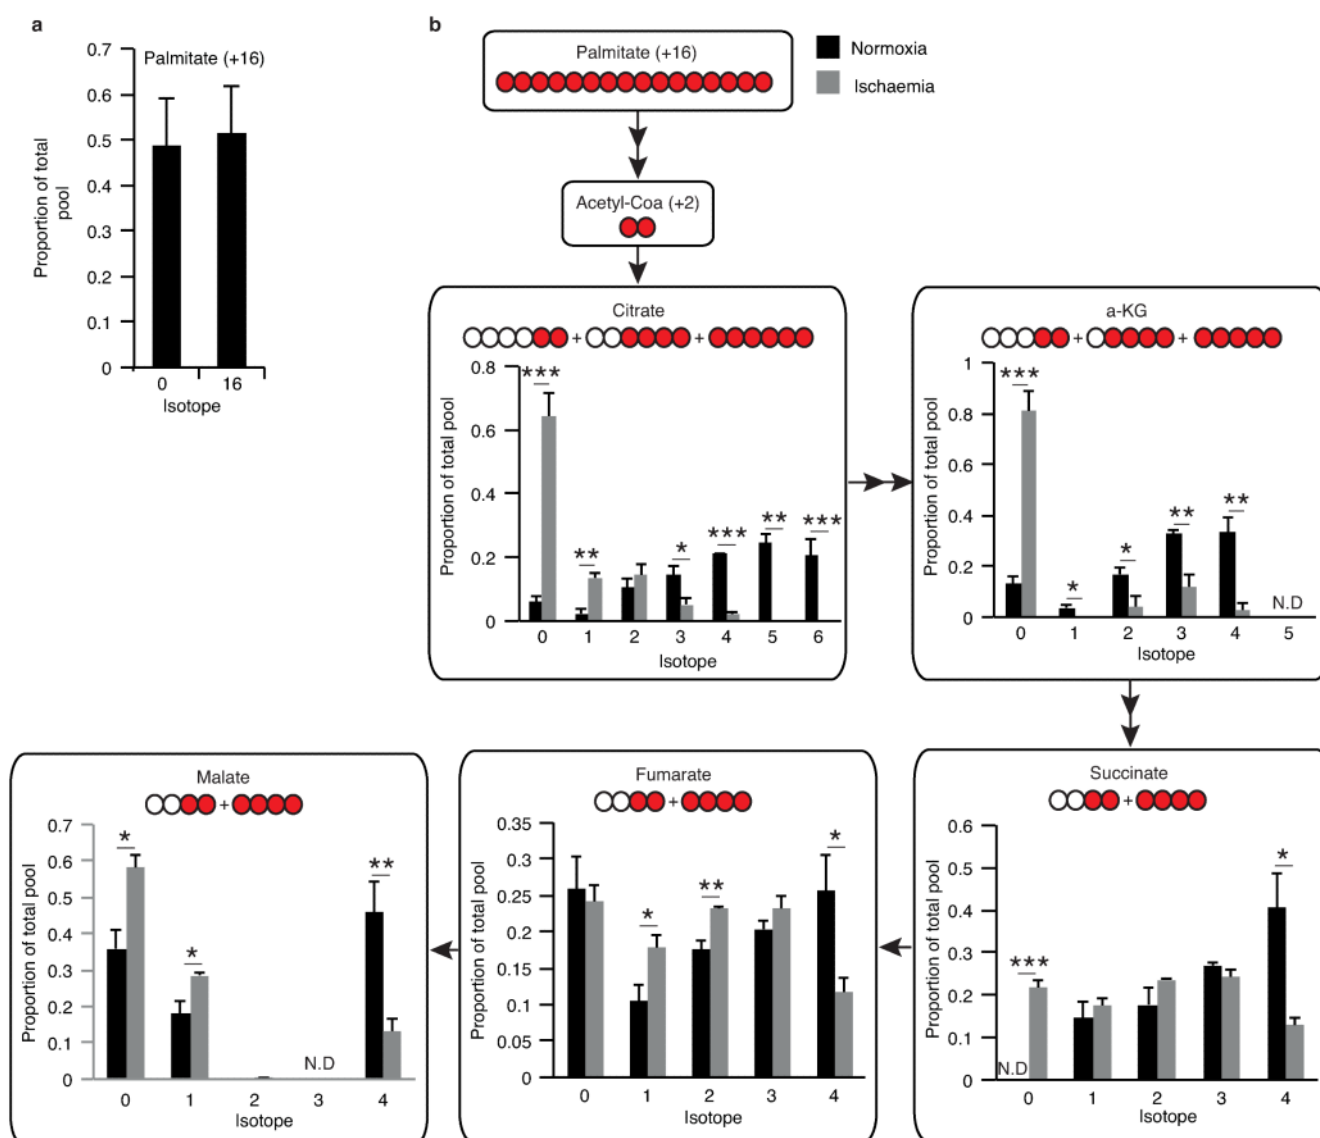 a
Palmitate (+16)
0.7
0.6
0.5
0.4
0.3
0.2
0.1
0
Proportion of total
pool
0 16
Isotope
b
Palmitate (+16)
Normoxia
Ischaemia
Acetyl-Coa (+2)
Citrate
+ +
0.8
0.6
0.4
0.2
0
Proportion of total pool
*** ** * *** ** ***
0 1 2 3 4 5 6
Isotope
a-KG
+ +
1
0.8
0.6
0.4
0.2
0
Proportion of total pool
*** * * ** ** N.D
0 1 2 3 4 5
Isotope
Malate
+
0.7
0.6
0.5
0.4
0.3
0.2
0.1
0
Proportion of total pool
* * N.D **
0 1 2 3 4
Isotope
Fumarate
+
0.35
0.3
0.25
0.2
0.15
0.1
0.05
0
Proportion of total pool
* ** *
0 1 2 3 4
Isotope
Succinate
+
0.6
0.5
0.4
0.3
0.2
0.1
0
Proportion of total pool
N.D *** *
0 1 2 3 4
Isotope